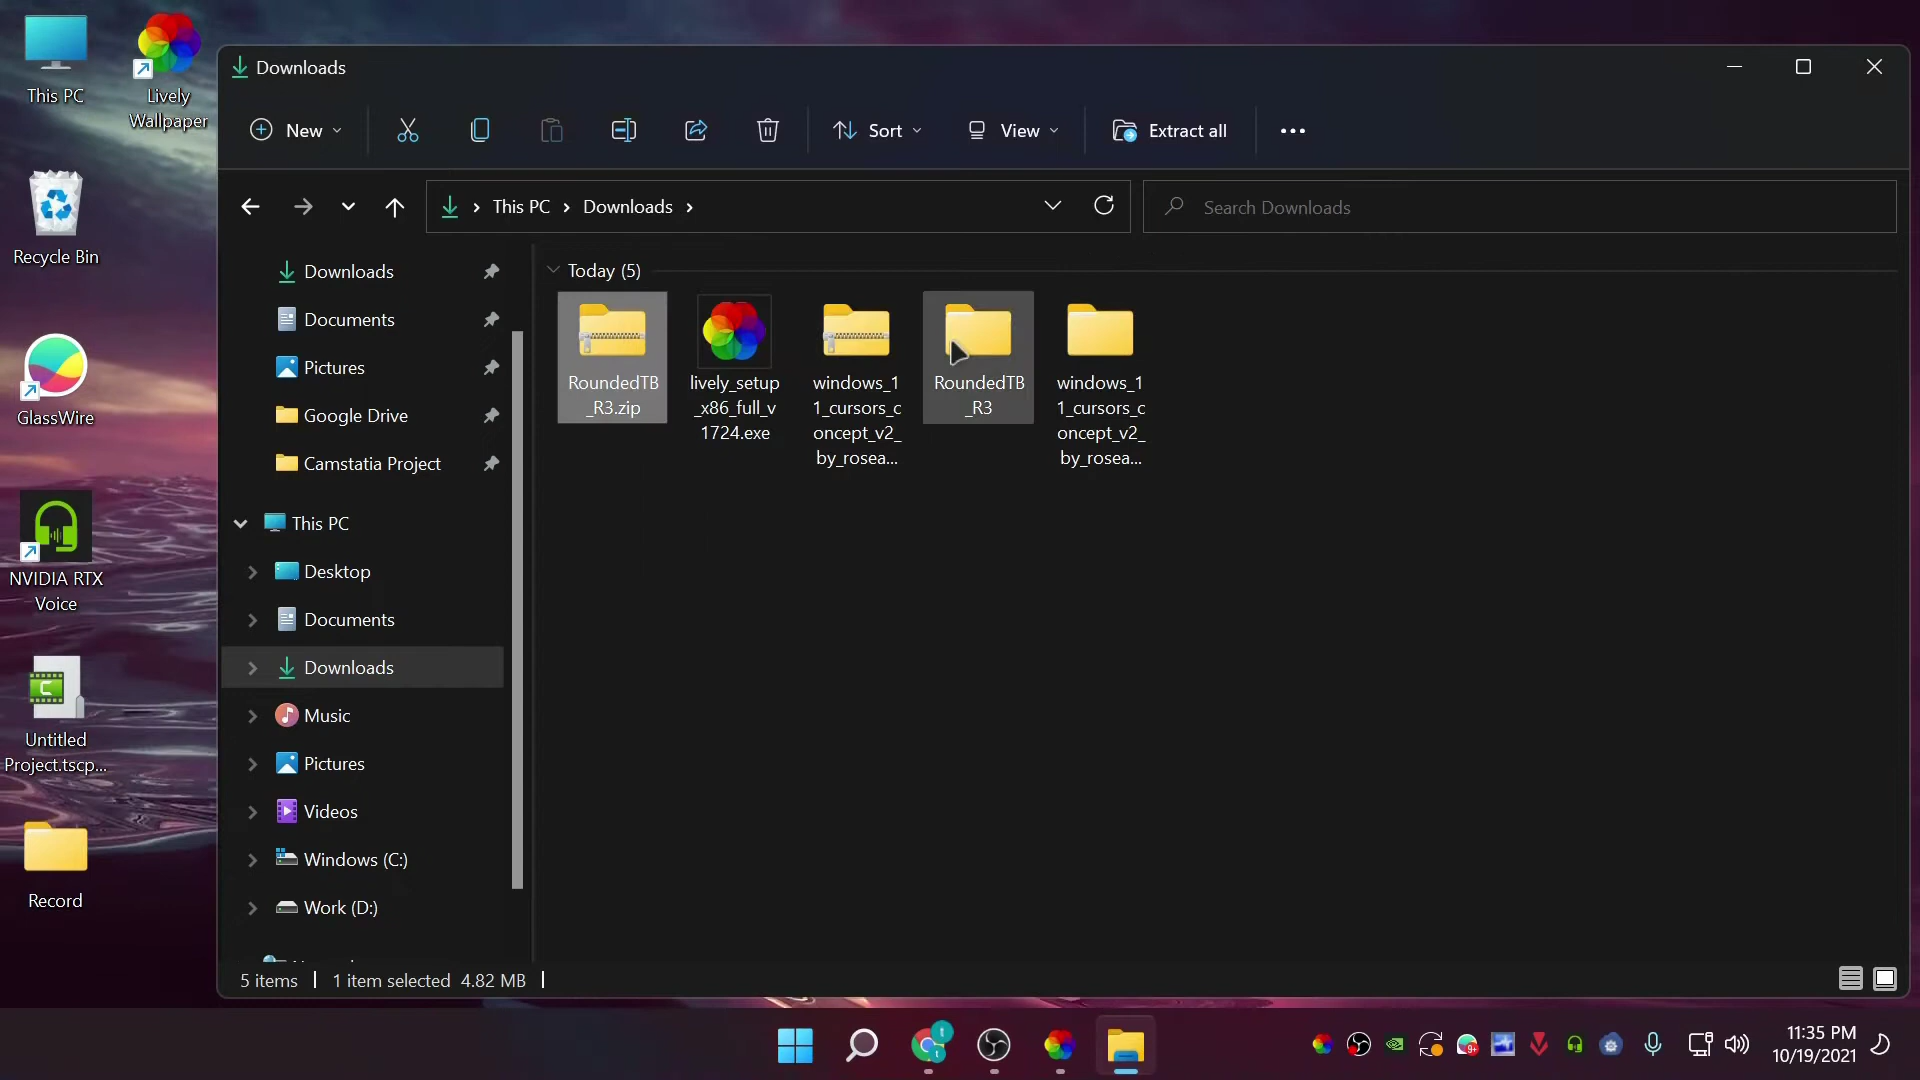 This PC
Lively
Wallpaper
Recycle Bin
GlassWire
NVIDIA RTX
Voice
Untitled
Project.tscp...
Record
Downloads
New
Sort
View
Extract all
This PC
Downloads
Search Downloads
Downloads
Documents
Pictures
Google Drive
Camstatia Project
This PC
Desktop
Documents
Downloads
Music
Pictures
Videos
Windows (C:)
Work (D:)
Today (5)
RoundedTB
_R3.zip
lively_setup
_x86_full_v
1724.exe
windows_1
1_cursors_c
oncept_v2_
by_rosea...
RoundedTB
_R3
windows_1
1_cursors_c
oncept_v2_
by_rosea...
5 items
1 item selected 4.82 MB
11:35 PM
10/19/2021